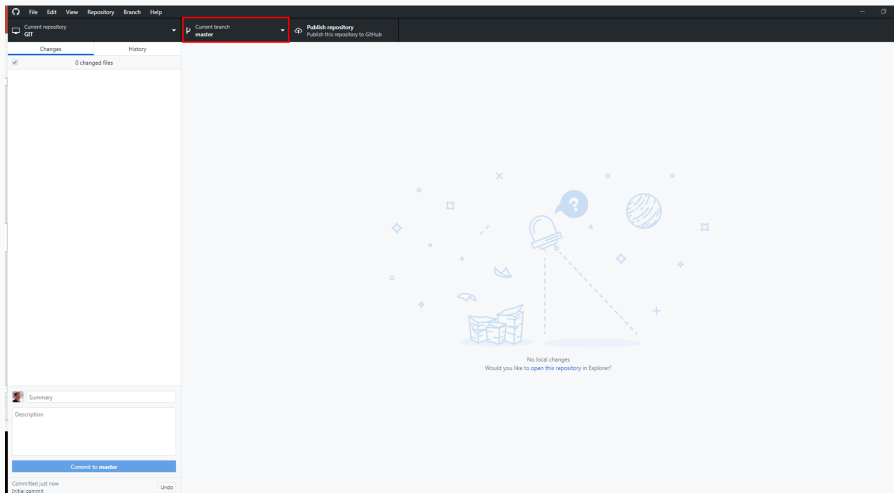 File Edit View Repository Branch Help
Current repository
GIT
Current branch
master
Publish repository
Publish this repository to GitHub
Changes History
0 changed files
?
No local changes
Would you like to open this repository in Explorer?
Summary
Description
Commit to master
Committed just now
Initial commit
Undo